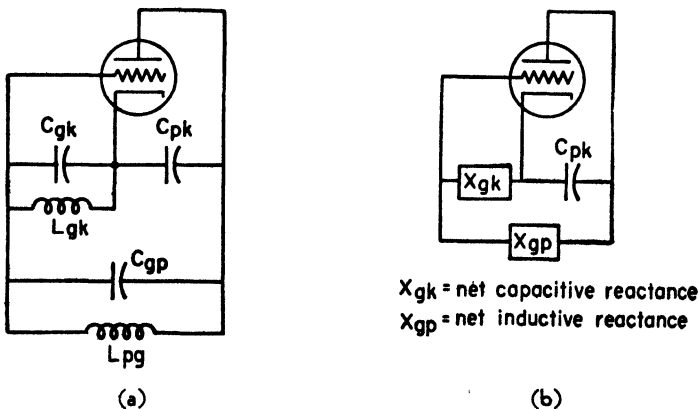 Cgk
Cpk
Lgk
Cgp
Lpg
(a)
Cpk
Xgk
Xgp
Xgk = net capacitive reactance
Xgp = net inductive reactance
(b)